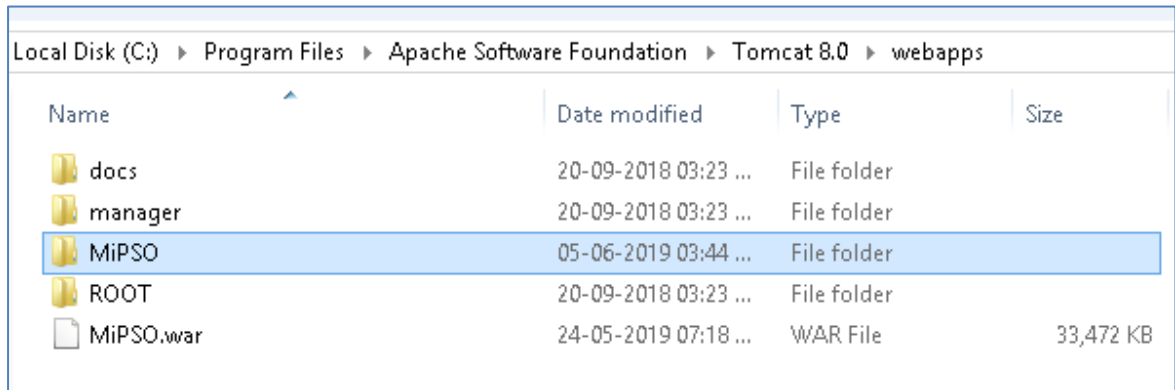 Local Disk (C:) ▸ Program Files ▸ Apache Software Foundation ▸ Tomcat 8.0 ▸ webapps
Name Date modified Type Size
docs 20-09-2018 03:23 ... File folder
manager 20-09-2018 03:23 ... File folder
MiPSO 05-06-2019 03:44 ... File folder
ROOT 20-09-2018 03:23 ... File folder
MiPSO.war 24-05-2019 07:18 ... WAR File 33,472 KB